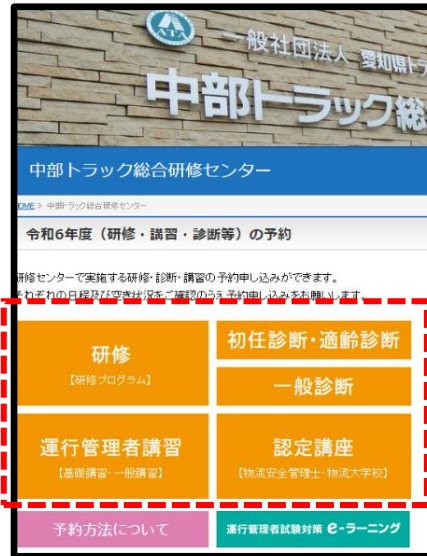 ATA
一般社団法人 愛知県ト
中部トラック総
中部トラック総合研修センター
HOME > 中部トラック総合研修センター
令和6年度（研修・講習・診断等）の予約
研修センターで実施する研修・診断・講習の予約申し込みができます。
それぞれの日程及び空き状況をご確認のうえ予約申し込みをお願いします。
研修
【研修プログラム】
初任診断・適齢診断
一般診断
運行管理者講習
【基礎講習・一般講習】
認定講座
【物流安全管理士・物流大学校】
予約方法について
運行管理者試験対策 e-ラーニング